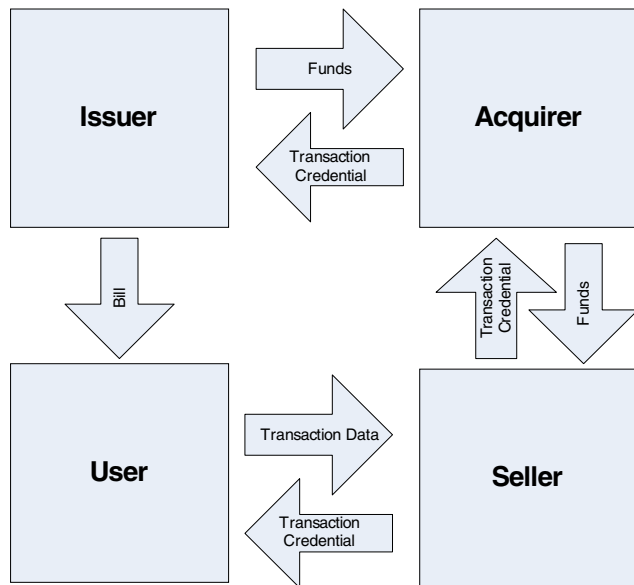 Funds
Issuer
Acquirer
Transaction
Credential
Bill
Transaction
Credential
Funds
Transaction Data
User
Seller
Transaction
Credential